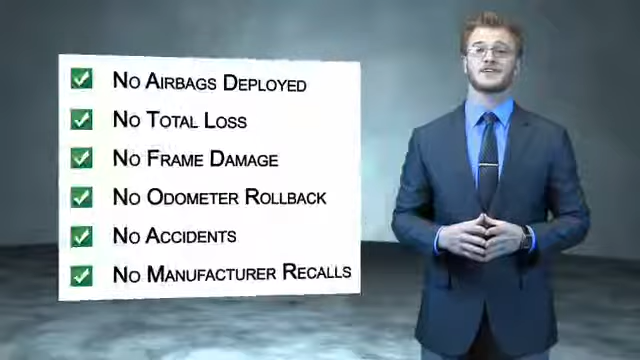 No Airbags Deployed
No Total Loss
No Frame Damage
No Odometer Rollback
No Accidents
No Manufacturer Recalls